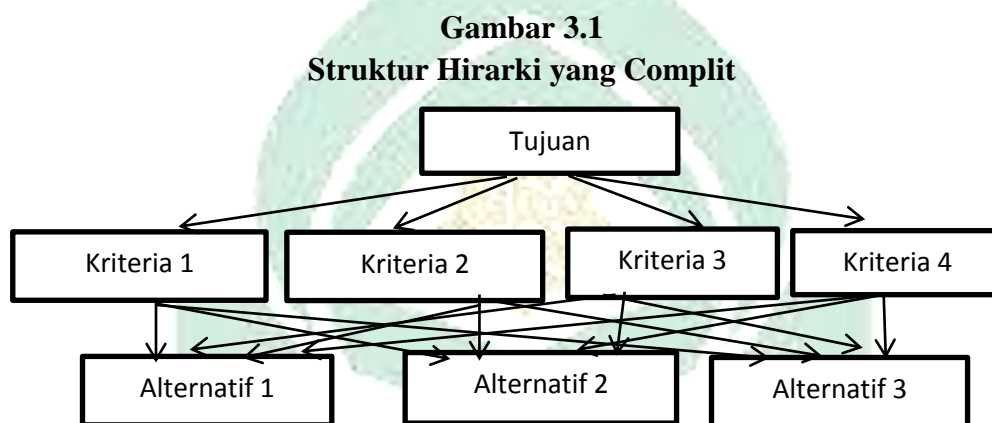 Gambar 3.1
Struktur Hirarki yang Complit
Tujuan
Kriteria 1
Kriteria 2
Kriteria 3
Kriteria 4
Alternatif 1
Alternatif 2
Alternatif 3